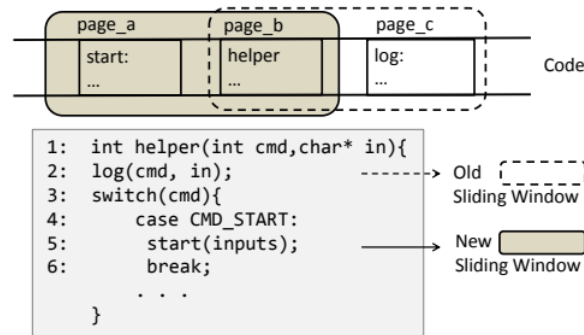 page_a page_b page_c
start: helper log:
... ... ...
Code
1: int helper(int cmd,char* in){
2: log(cmd, in);
3: switch(cmd){
4: case CMD_START:
5: start(inputs);
6: break;
. . .
}
Old
Sliding Window
New
Sliding Window